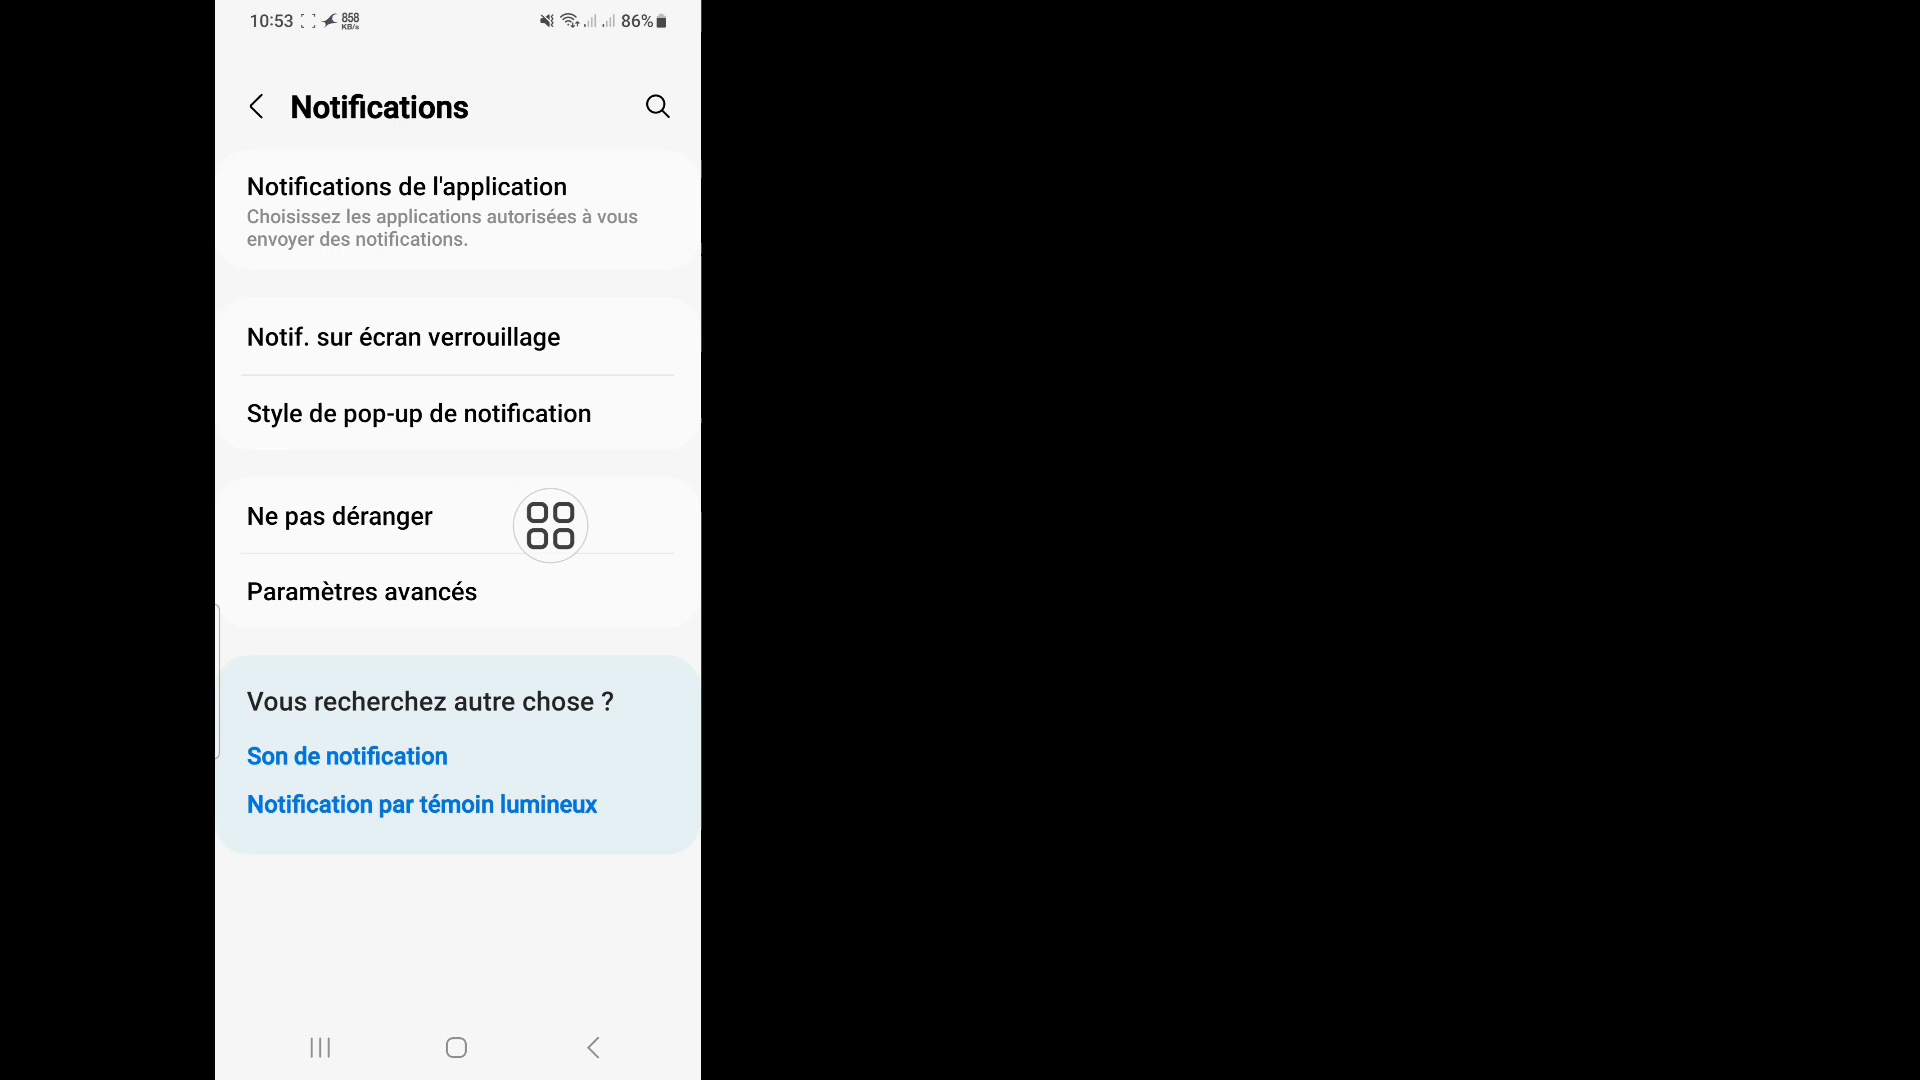 10:53 858 KB/s 86%
Notifications
Notifications de l'application
Choisissez les applications autorisées à vous
envoyer des notifications.
Notif. sur écran verrouillage
Style de pop-up de notification
Ne pas déranger
Paramètres avancés
Vous recherchez autre chose ?
Son de notification
Notification par témoin lumineux